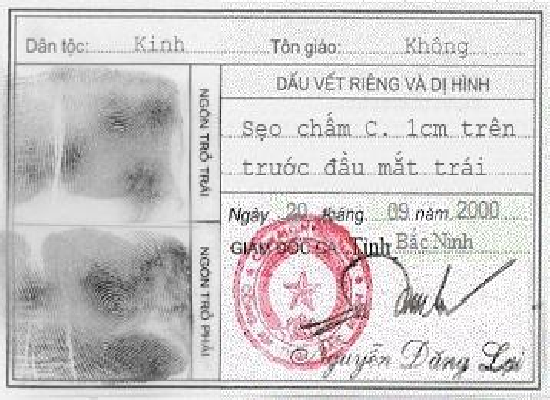 Dân tộc: Kinh Tôn giáo: Không
NGÓN TRỎ TRÁI
DẤU VẾT RIÊNG VÀ DỊ HÌNH
Sẹo chấm C. 1cm trên
trước đầu mắt trái
NGÓN TRỎ PHẢI
Ngày 20 tháng 09 năm 2000
GIÁM ĐỐC CA Tỉnh Bắc Ninh
Nguyễn Đăng Lợi